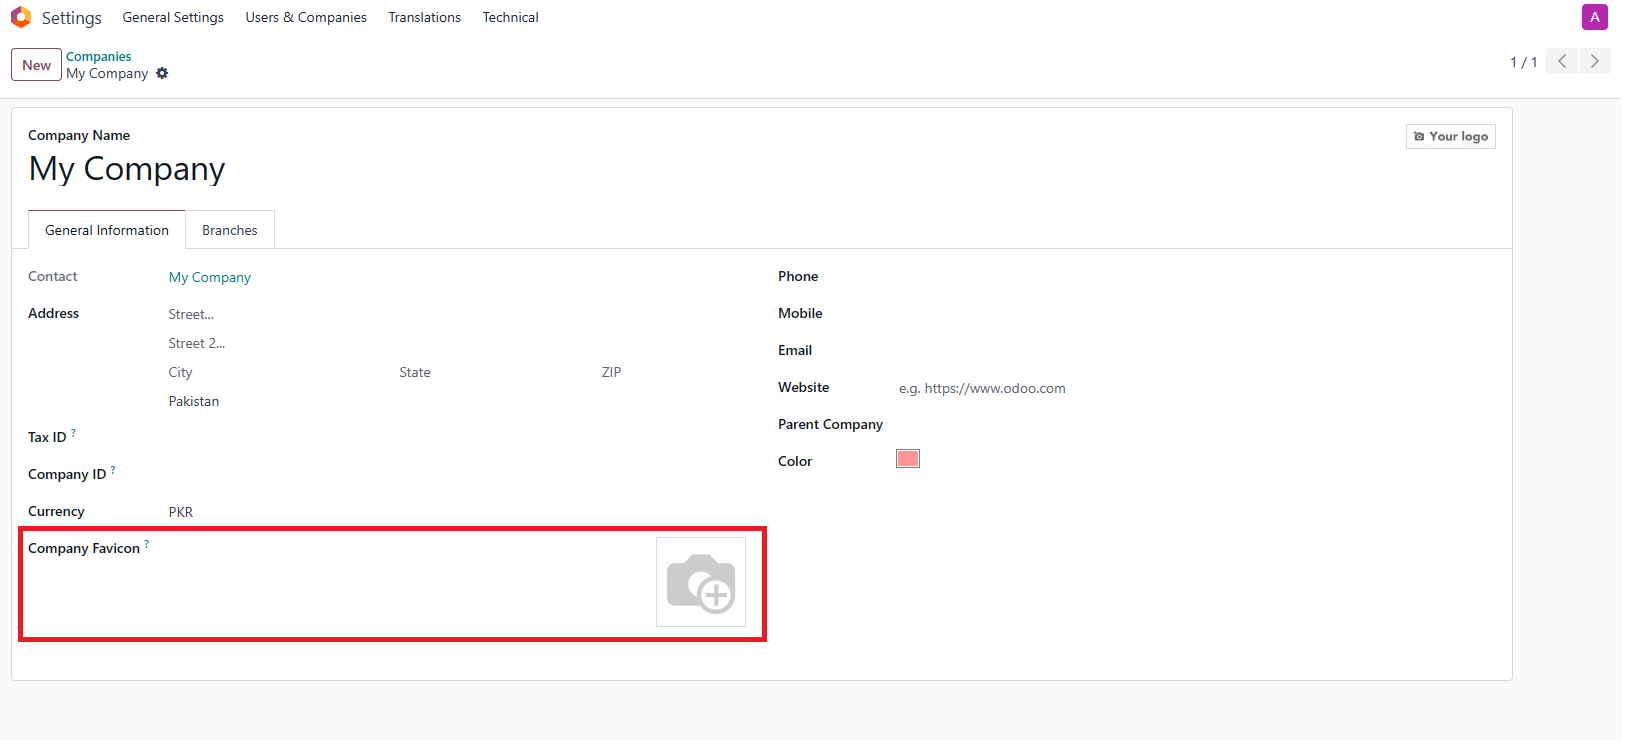 Settings General Settings Users & Companies Translations Technical A
New Companies
My Company 1 / 1
Company Name
Your logo
My Company
General Information Branches
Contact My Company Phone
Address Street... Mobile
Street 2... Email
City State ZIP Website e.g. https://www.odoo.com
Pakistan
Parent Company
Tax ID ?
Color
Company ID ?
Currency PKR
Company Favicon ?